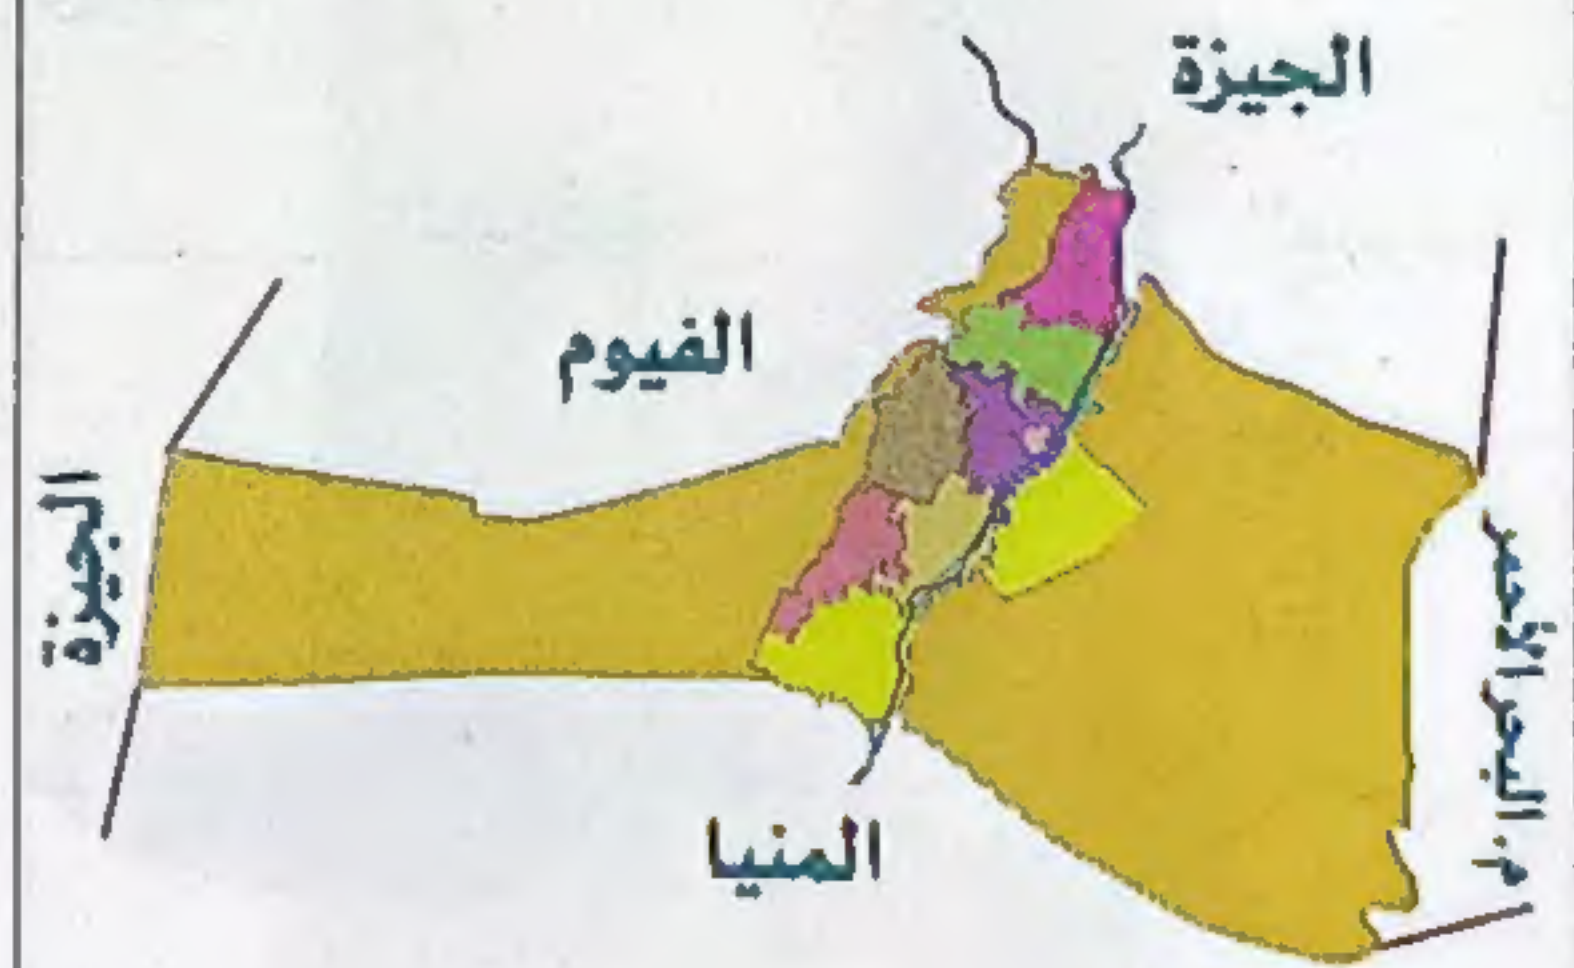 الجيزة
الفيوم
الجيزة
م. البحر الأحمر
المنيا